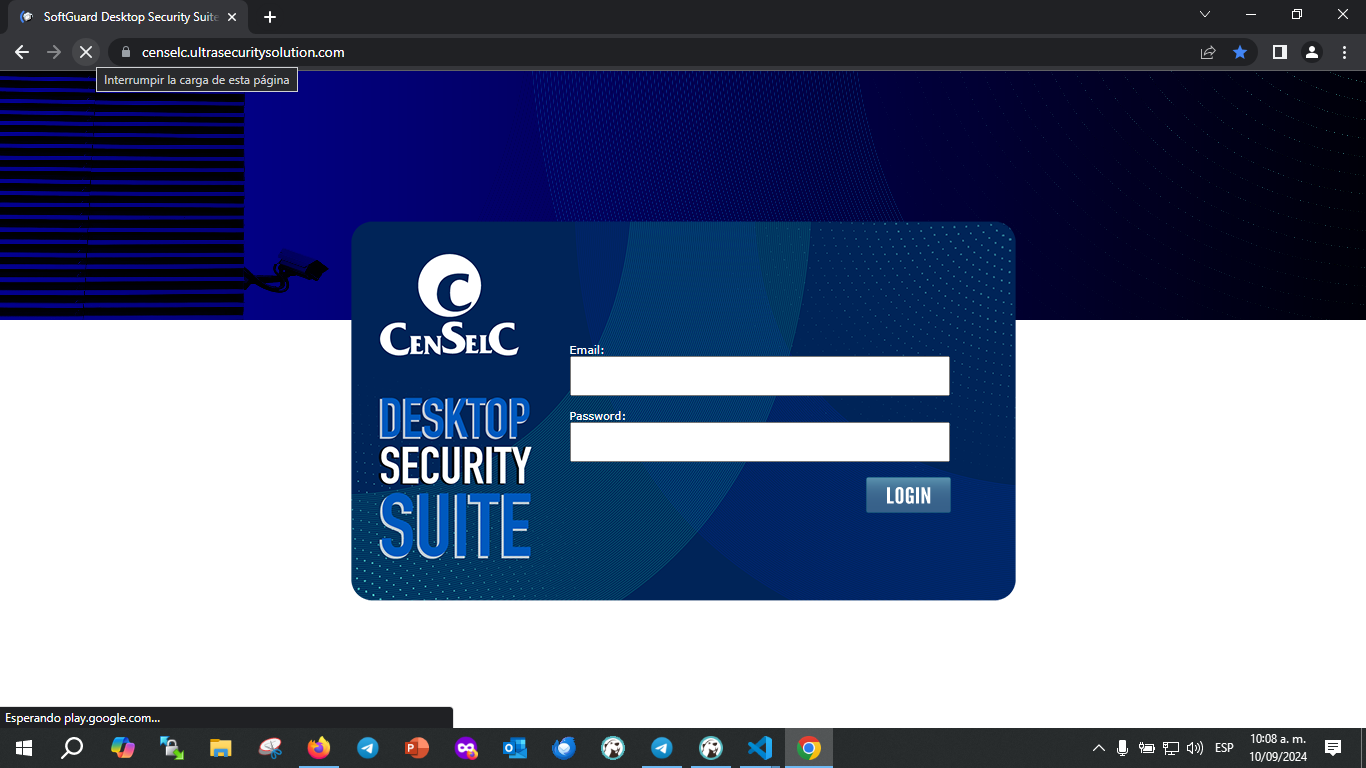 SoftGuard Desktop Security Suite
censelc.ultrasecuritysolution.com
Interrumpir la carga de esta página
C
CENSELC
Email:
DESKTOP
SECURITY
SUITE
Password:
LOGIN
Esperando play.google.com...
ESP
10:08 a. m.
10/09/2024